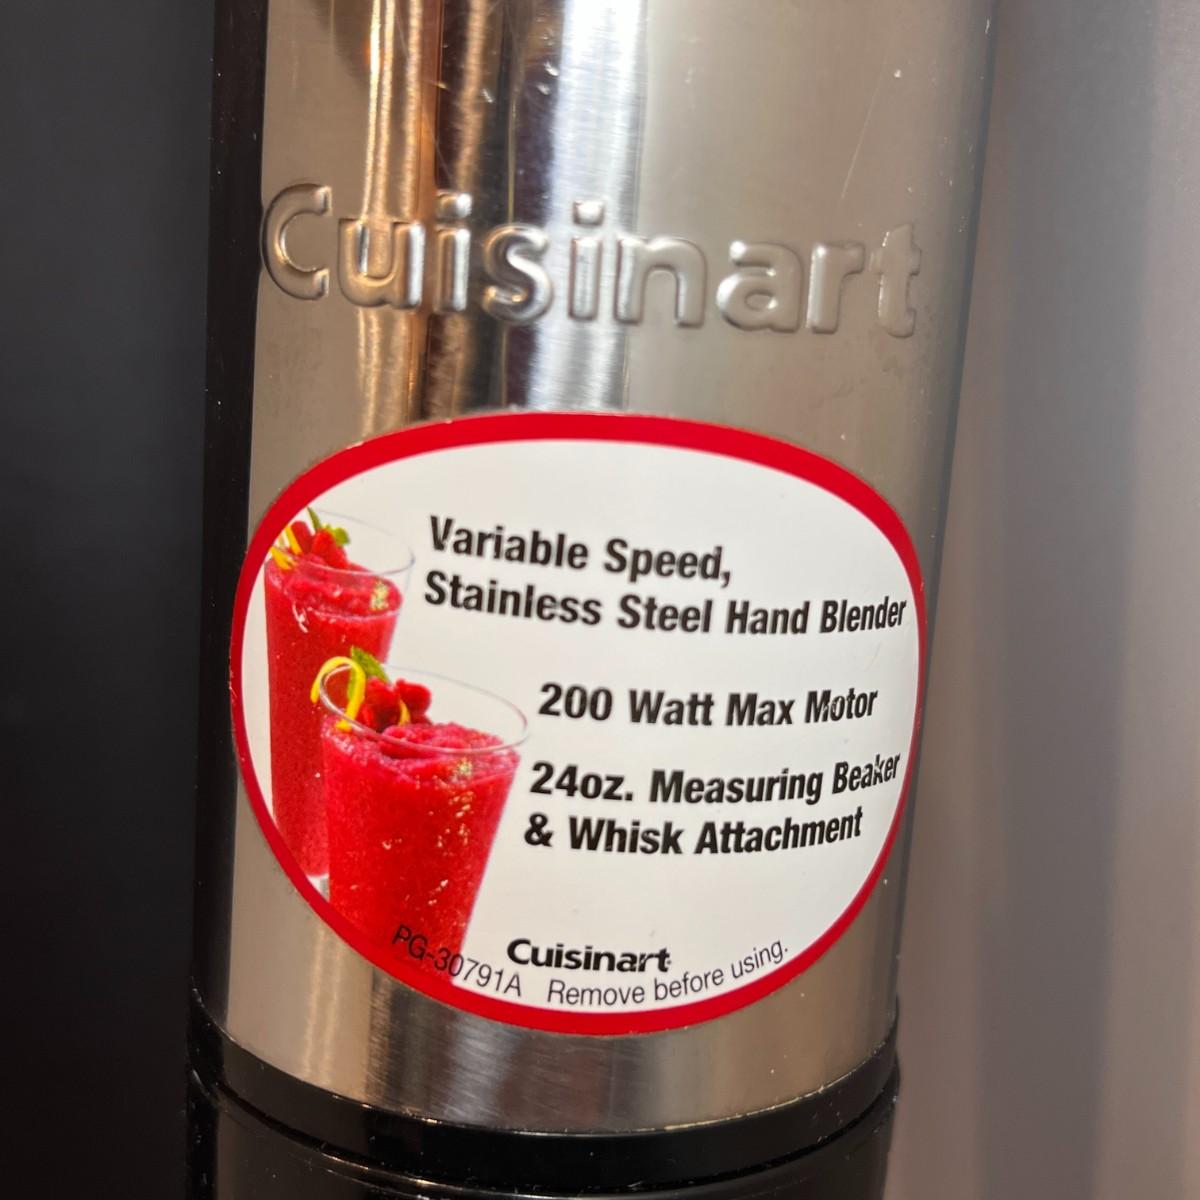 Cuisinart
Variable Speed,
Stainless Steel Hand Blender
200 Watt Max Motor
24oz. Measuring Beaker
& Whisk Attachment
Cuisinart
PG-30791A Remove before using.